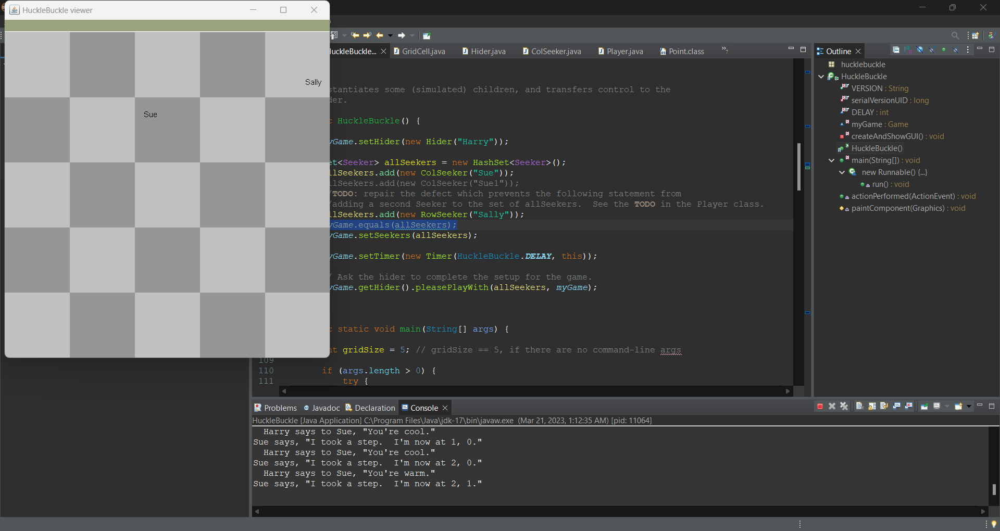 HuckleBuckle viewer
Sally
Sue
HuckleBuckle...
GridCell.java
Hider.java
ColSeeker.java
Player.java
Point.class
»7
stantiates some (simulated) children, and transfers control to the
der.
c HuckleBuckle() {
yGame.setHider(new Hider("Harry"));
et<Seeker> allSeekers = new HashSet<Seeker>();
llSeekers.add(new ColSeeker("Sue"));
llSeekers.add(new ColSeeker("Sue1"));
/TODO: repair the defect which prevents the following statement from
/adding a second Seeker to the set of allSeekers.  See the TODO in the Player class.
llSeekers.add(new RowSeeker("Sally"));
yGame.equals(allSeekers);
yGame.setSeekers(allSeekers);
yGame.setTimer(new Timer(HuckleBuckle.DELAY, this));
/ Ask the hider to complete the setup for the game.
yGame.getHider().pleasePlayWith(allSeekers, myGame);
c static void main(String[] args) {
nt gridSize = 5; // gridSize == 5, if there are no command-line args
109
110 if (args.length > 0) {
111 try {
Outline
hucklebuckle
HuckleBuckle
VERSION : String
serialVersionUID : long
DELAY : int
myGame : Game
createAndShowGUI() : void
HuckleBuckle()
main(String[]) : void
new Runnable() {...}
run() : void
actionPerformed(ActionEvent) : void
paintComponent(Graphics) : void
Problems
Javadoc
Declaration
Console
HuckleBuckle [Java Application] C:\Program Files\Java\jdk-17\bin\javaw.exe (Mar 21, 2023, 1:12:35 AM) [pid: 11064]
Harry says to Sue, "You're cool."
Sue says, "I took a step.  I'm now at 1, 0."
Harry says to Sue, "You're cool."
Sue says, "I took a step.  I'm now at 2, 0."
Harry says to Sue, "You're warm."
Sue says, "I took a step.  I'm now at 2, 1."